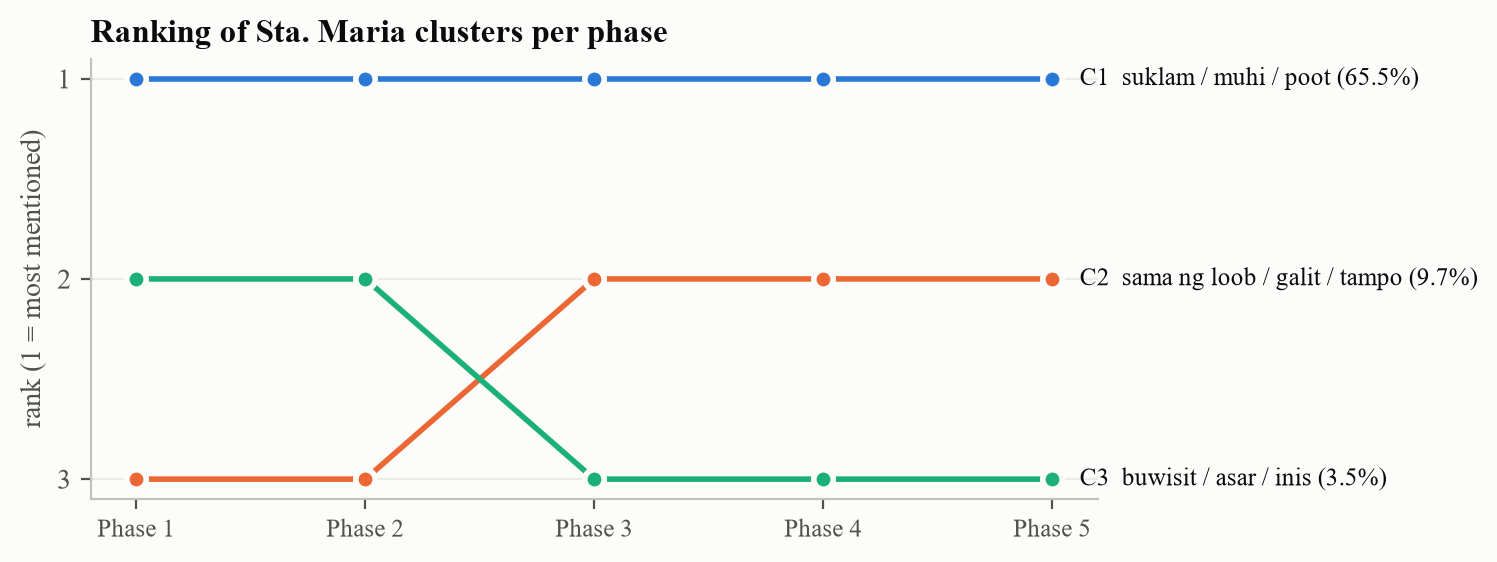 Ranking of Sta. Maria clusters per phase
rank (1 = most mentioned)
1
2
3
C1 suklam / muhi / poot (65.5%)
C2 sama ng loob / galit / tampo (9.7%)
C3 buwisit / asar / inis (3.5%)
Phase 1 Phase 2 Phase 3 Phase 4 Phase 5